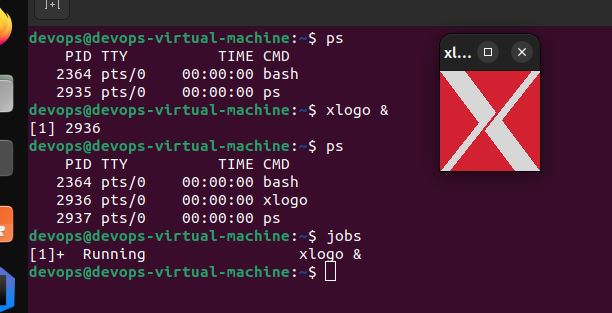 devops@devops-virtual-machine:~$ ps
    PID TTY          TIME CMD
   2364 pts/0    00:00:00 bash
   2935 pts/0    00:00:00 ps
devops@devops-virtual-machine:~$ xlogo &
[1] 2936
devops@devops-virtual-machine:~$ ps
    PID TTY          TIME CMD
   2364 pts/0    00:00:00 bash
   2936 pts/0    00:00:00 xlogo
   2937 pts/0    00:00:00 ps
devops@devops-virtual-machine:~$ jobs
[1]+  Running                 xlogo &
devops@devops-virtual-machine:~$
xl...